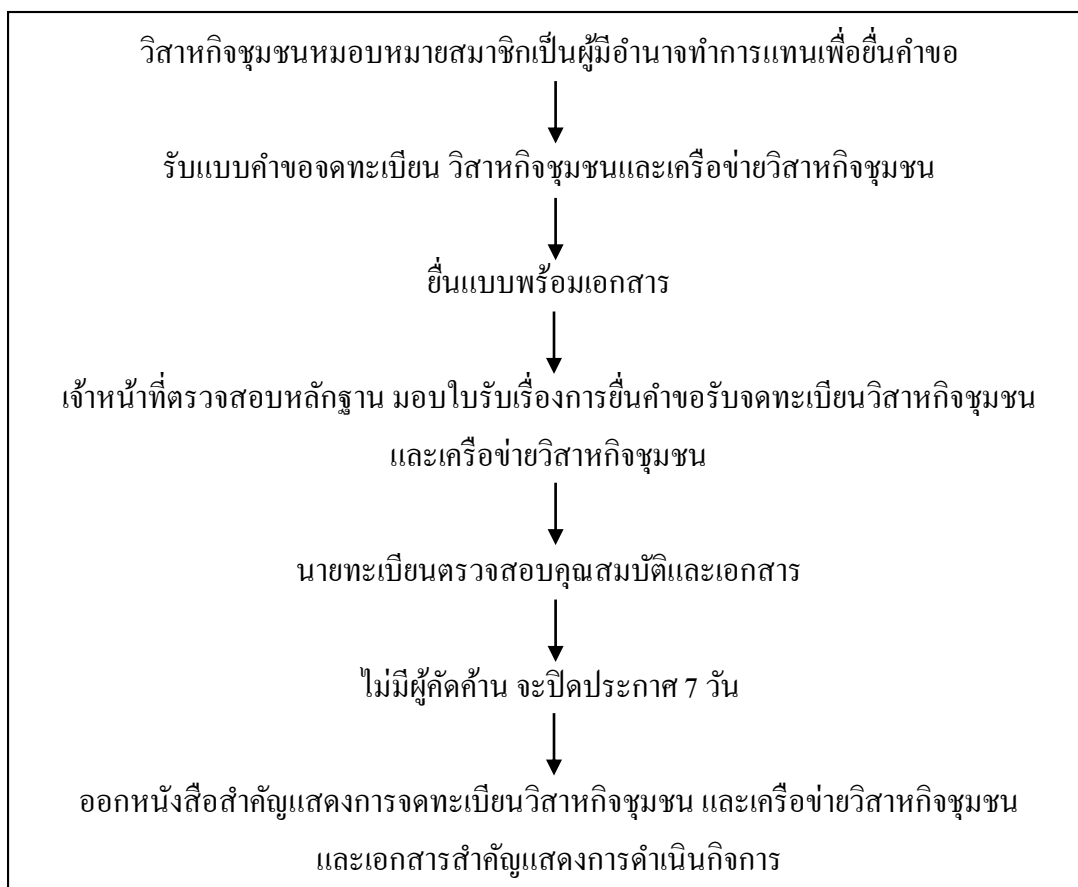 วิสาหกิจชุมชนหมอบหมายสมาชิกเป็นผู้มีอำนาจทำการแทนเพื่อยื่นคำขอ
รับแบบคำขอจดทะเบียน วิสาหกิจชุมชนและเครือข่ายวิสาหกิจชุมชน
ยื่นแบบพร้อมเอกสาร
เจ้าหน้าที่ตรวจสอบหลักฐาน มอบใบรับเรื่องการยื่นคำขอรับจดทะเบียนวิสาหกิจชุมชน
และเครือข่ายวิสาหกิจชุมชน
นายทะเบียนตรวจสอบคุณสมบัติและเอกสาร
ไม่มีผู้คัดค้าน จะปิดประกาศ 7 วัน
ออกหนังสือสำคัญแสดงการจดทะเบียนวิสาหกิจชุมชน และเครือข่ายวิสาหกิจชุมชน
และเอกสารสำคัญแสดงการดำเนินกิจการ